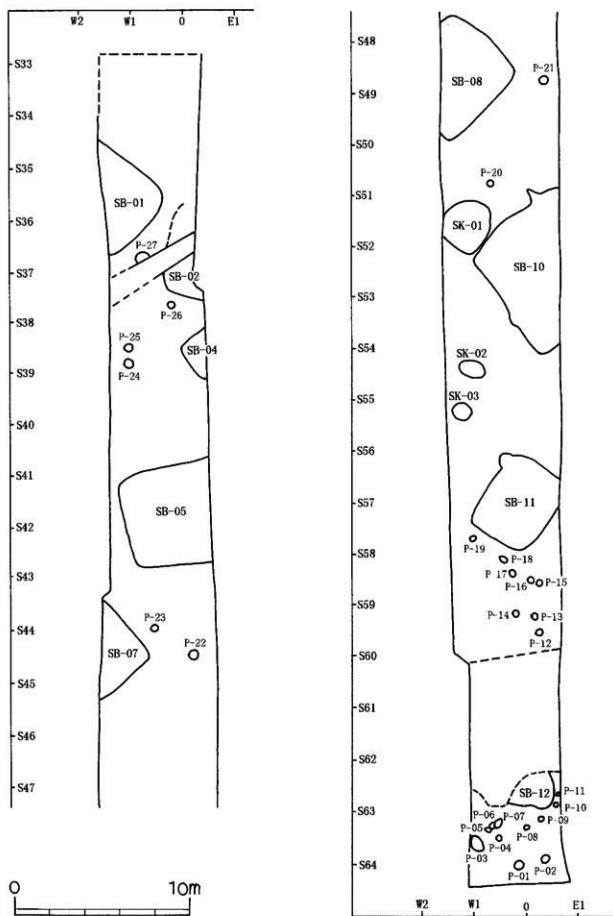 W2 W1 0 E1
S33
S34
S35
SB-01
S36
P-27
S37
SB-02
P-26
S38
P-25
SB-04
P-24
S39
S40
S41
SB-05
S42
S43
P-23
S44
P-22
SB-07
S45
S46
S47
0 10m
S48
P-21
SB-08
S49
S50
P-20
S51
SK-01
S52
SB-10
S53
S54
SK-02
SK-03
S55
S56
SB-11
S57
P-19
S58
P-18
P-17
P-16 P-15
S59
P-14 P-13
P-12
S60
S61
S62
SB-12 P-11
P-10
S63
P-06 P-07 P-09
P-05
P-08
P-04
P-03
S64
P-01 P-02
W2 W1 0 E1